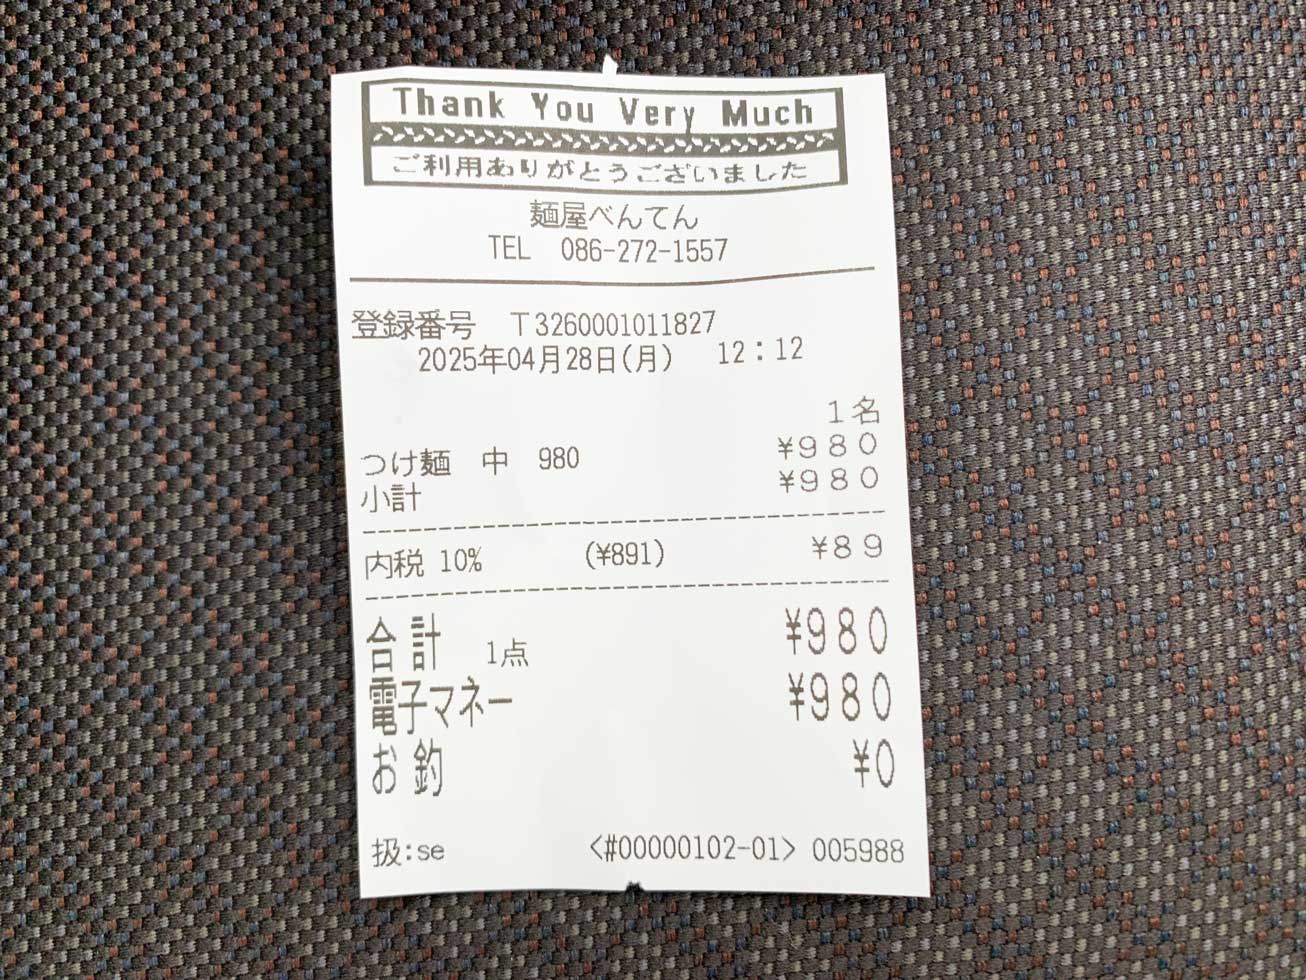 Thank You Very Much
ご利用ありがとうございました
麺屋べんてん
TEL 086-272-1557
登録番号 T3260001011827
2025年04月28日(月) 12:12
1名
つけ麺 中 980 ¥980
小計 ¥980
内税 10% (¥891) ¥89
合計 1点 ¥980
電子マネー ¥980
お釣 ¥0
扱:se <#00000102-01> 005988